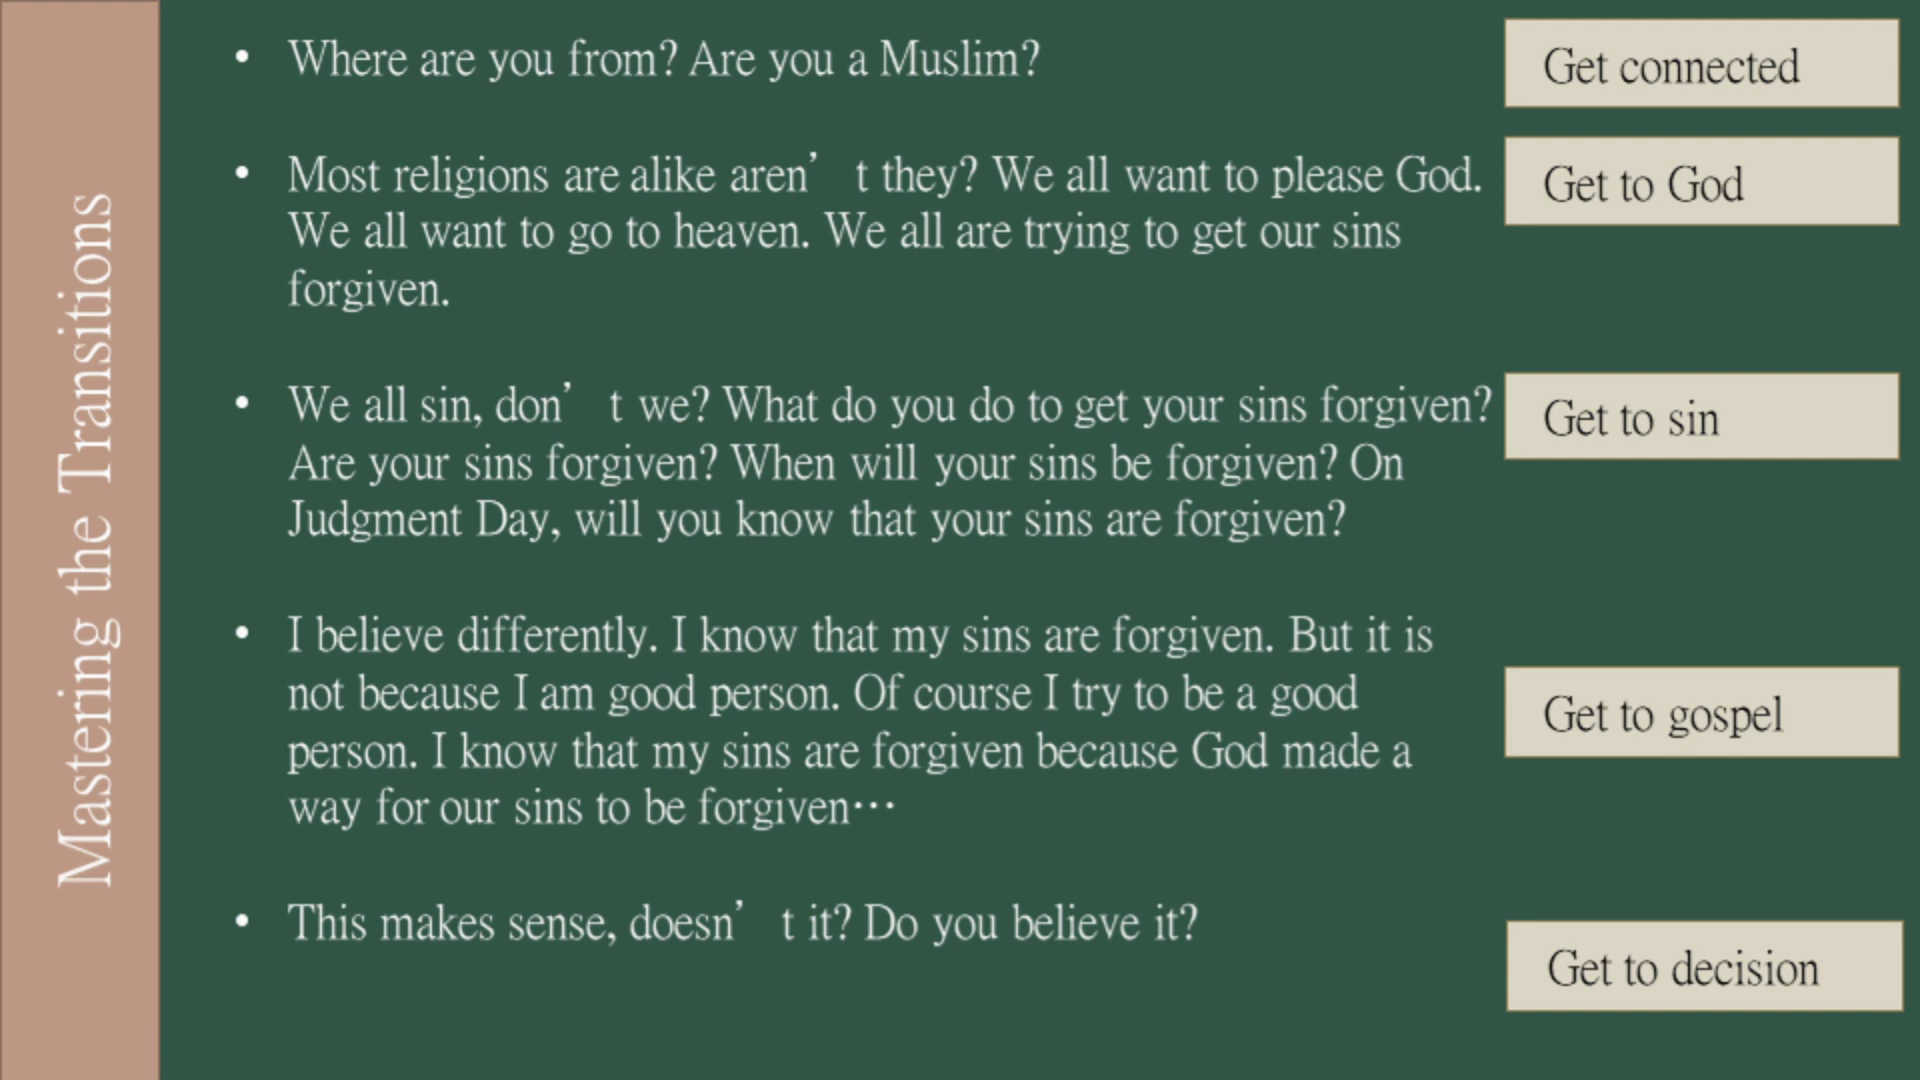 Mastering the Transitions
• Where are you from? Are you a Muslim?
Get connected
• Most religions are alike aren’ t they? We all want to please God.
We all want to go to heaven. We all are trying to get our sins
forgiven.
Get to God
• We all sin, don’ t we? What do you do to get your sins forgiven?
Are your sins forgiven? When will your sins be forgiven? On
Judgment Day, will you know that your sins are forgiven?
Get to sin
• I believe differently. I know that my sins are forgiven. But it is
not because I am good person. Of course I try to be a good
person. I know that my sins are forgiven because God made a
way for our sins to be forgiven⋯
Get to gospel
• This makes sense, doesn’ t it? Do you believe it?
Get to decision